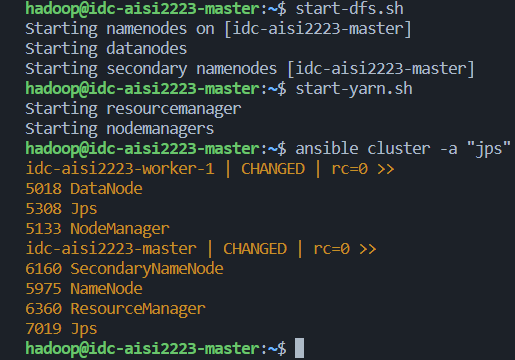 hadoop@idc-aisi2223-master:~$ start-dfs.sh
Starting namenodes on [idc-aisi2223-master]
Starting datanodes
Starting secondary namenodes [idc-aisi2223-master]
hadoop@idc-aisi2223-master:~$ start-yarn.sh
Starting resourcemanager
Starting nodemanagers
hadoop@idc-aisi2223-master:~$ ansible cluster -a "jps"
idc-aisi2223-worker-1 | CHANGED | rc=0 >>
5018 DataNode
5308 Jps
5133 NodeManager
idc-aisi2223-master | CHANGED | rc=0 >>
6160 SecondaryNameNode
5975 NameNode
6360 ResourceManager
7019 Jps
hadoop@idc-aisi2223-master:~$